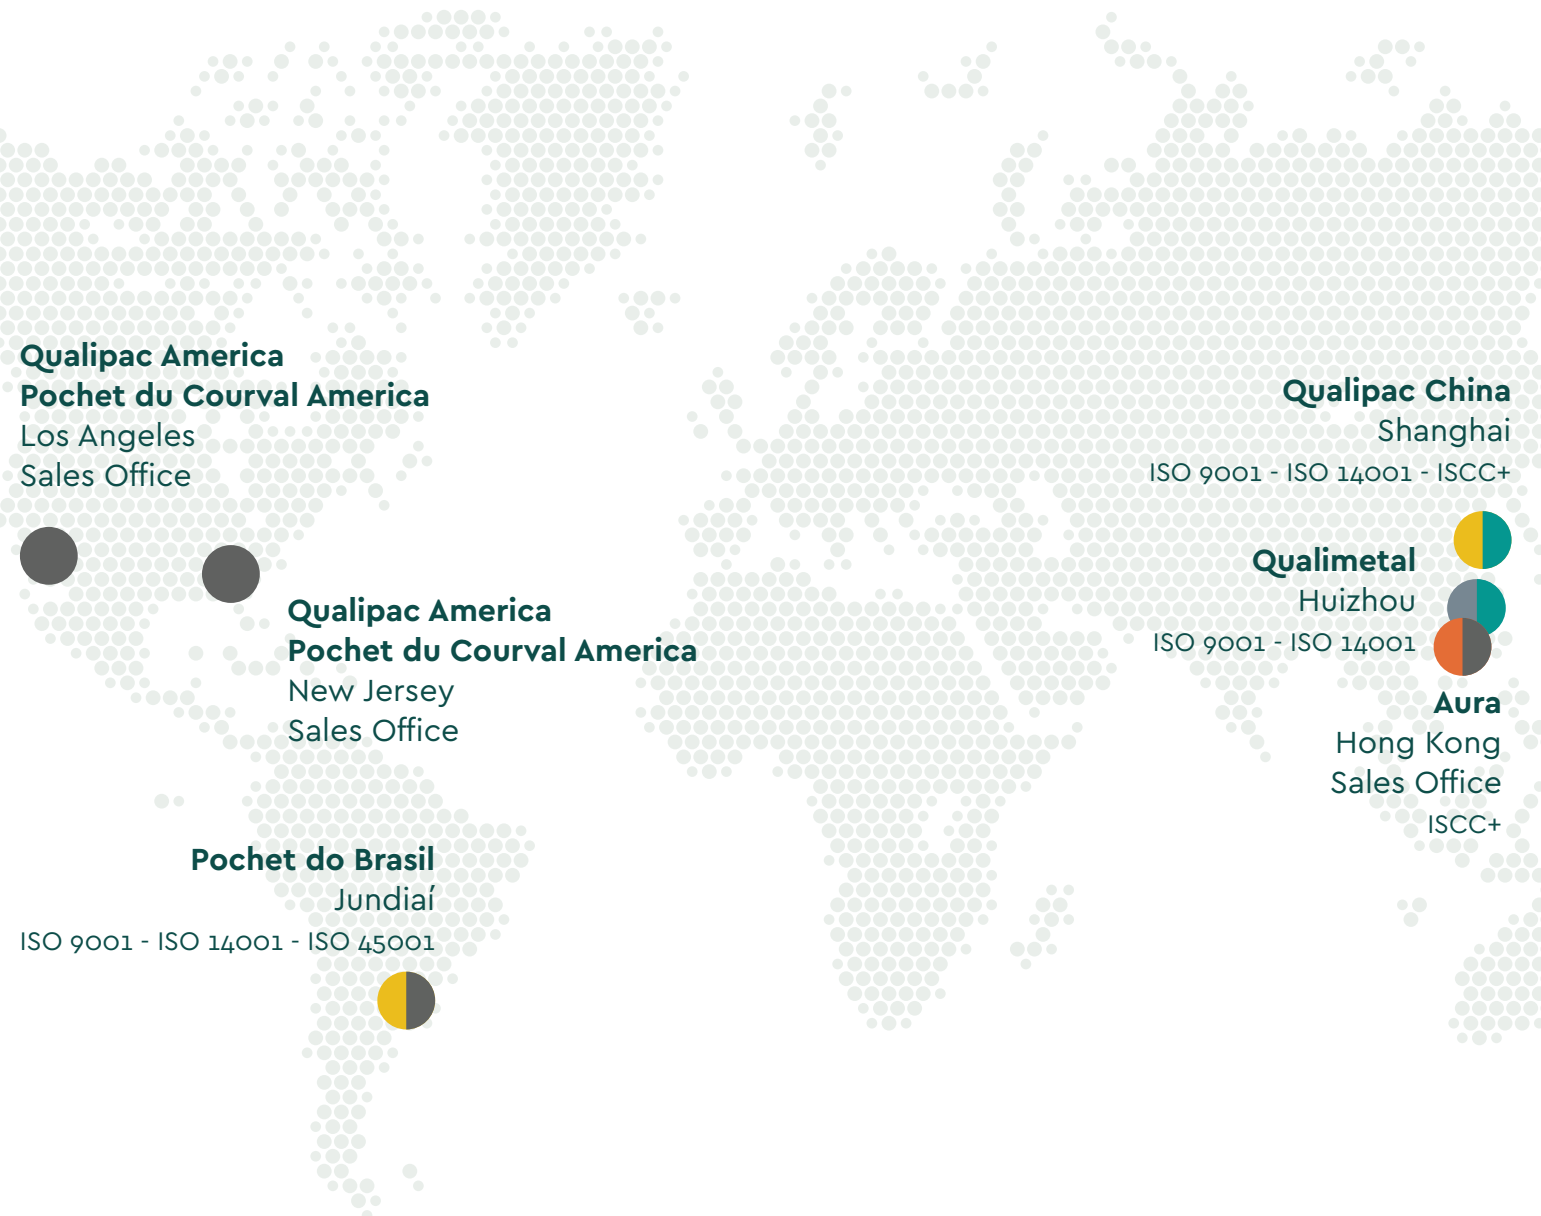 Qualipac America
Pochet du Courval America
Los Angeles
Sales Office
Qualipac America
Pochet du Courval America
New Jersey
Sales Office
Pochet do Brasil
Jundiaí
ISO 9001 - ISO 14001 - ISO 45001
Qualipac China
Shanghai
ISO 9001 - ISO 14001 - ISCC+
Qualimetal
Huizhou
ISO 9001 - ISO 14001
Aura
Hong Kong
Sales Office
ISCC+